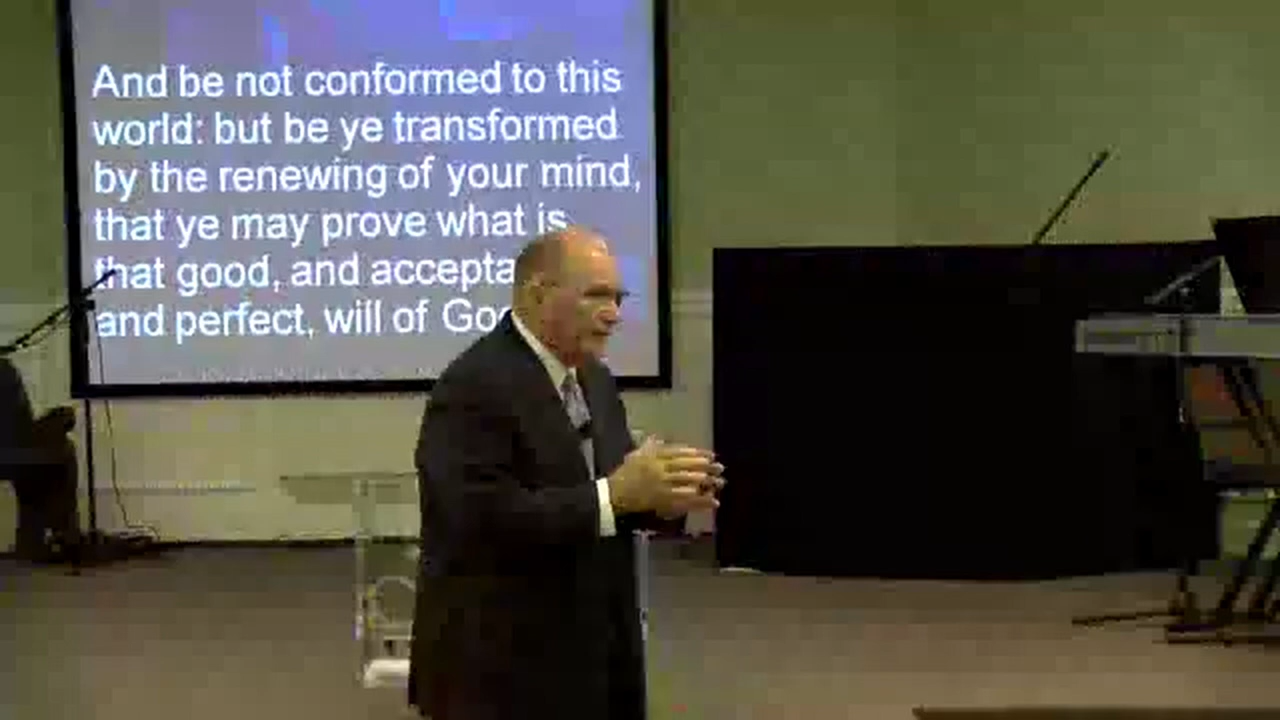 And be not conformed to this
world: but be ye transformed
by the renewing of your mind,
that ye may prove what is
that good, and accepta
and perfect, will of Go